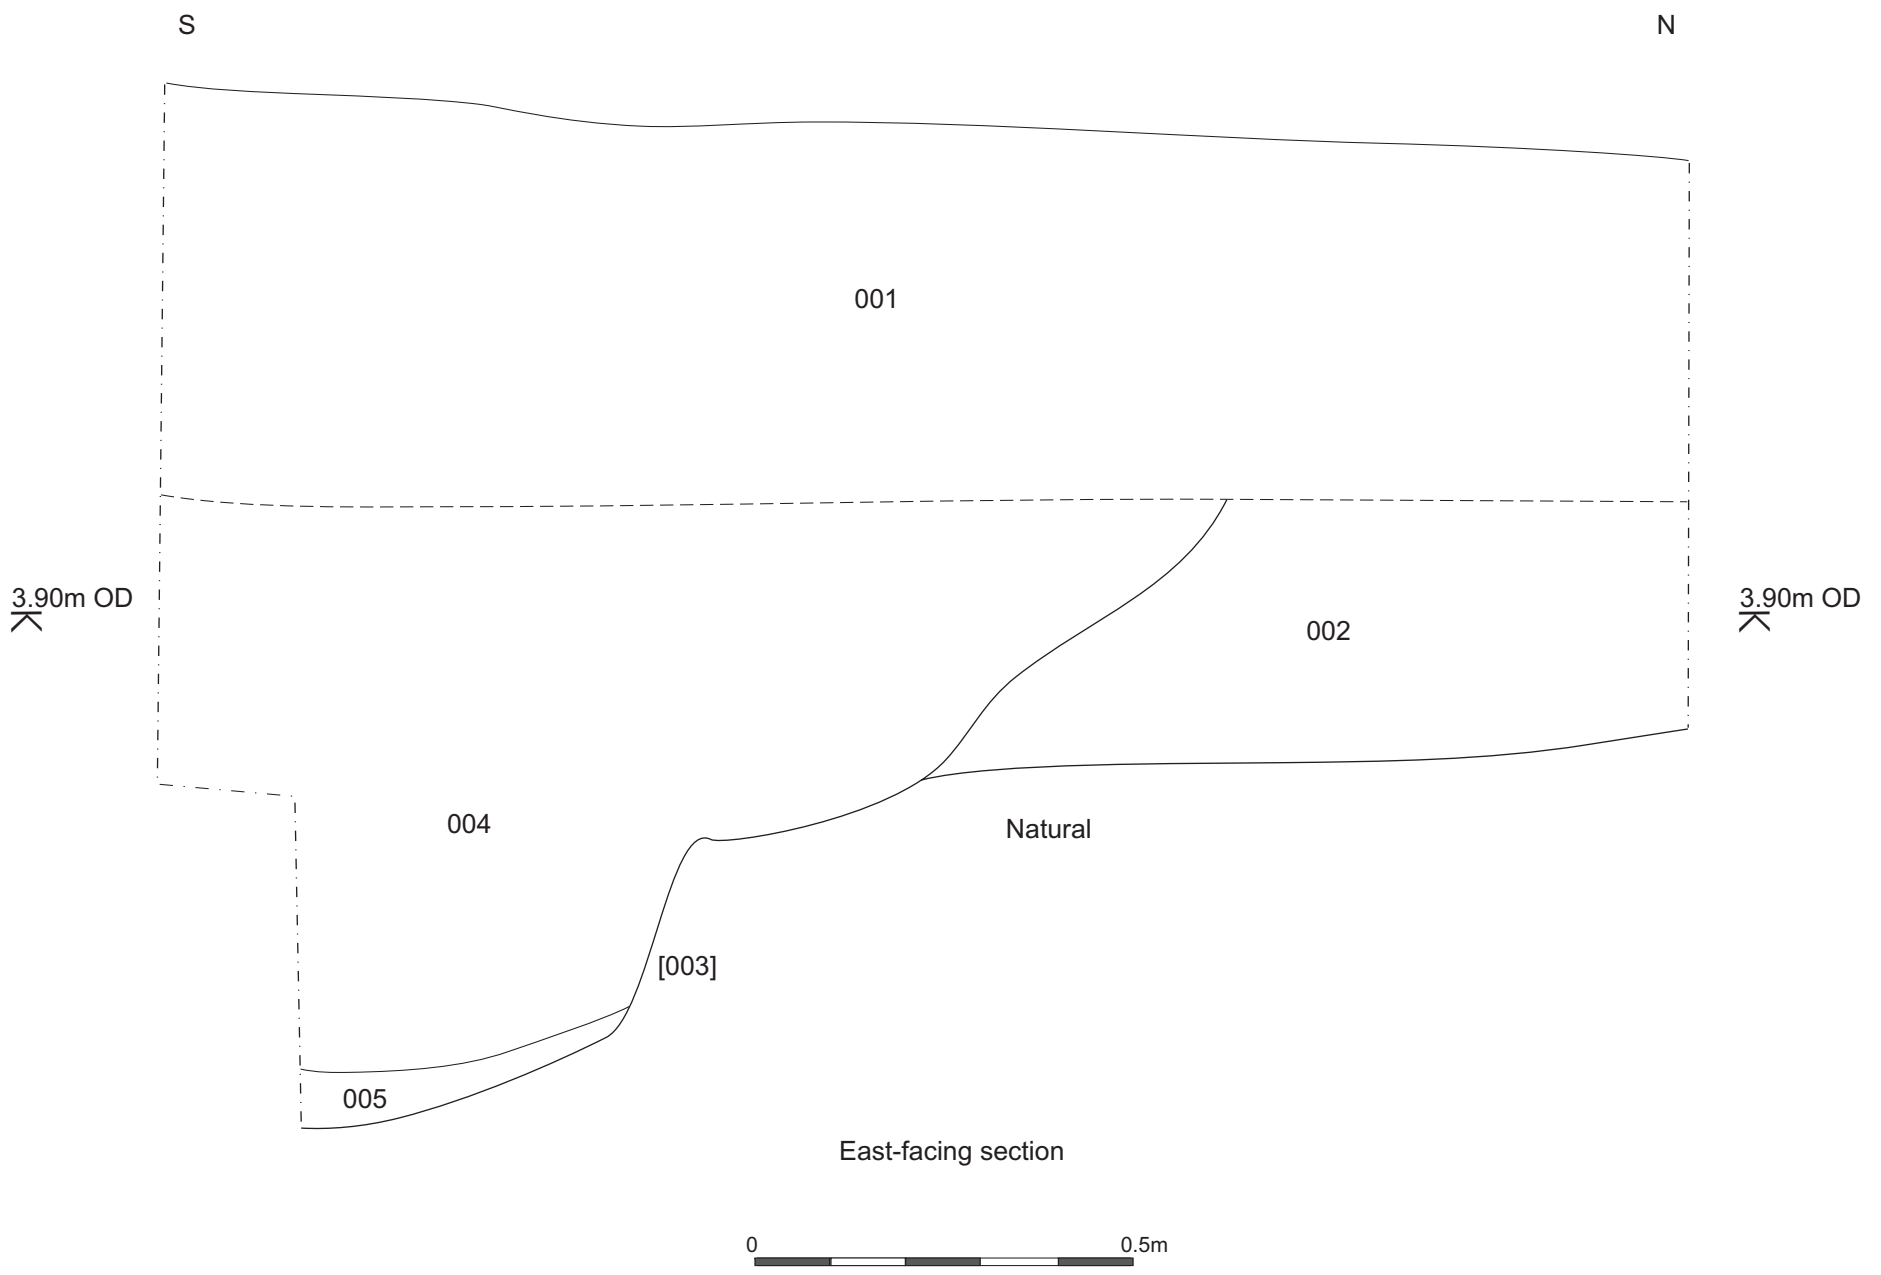 S
N
001
3.90m OD
3.90m OD
002
004
Natural
[003]
005
East-facing section
0
0.5m